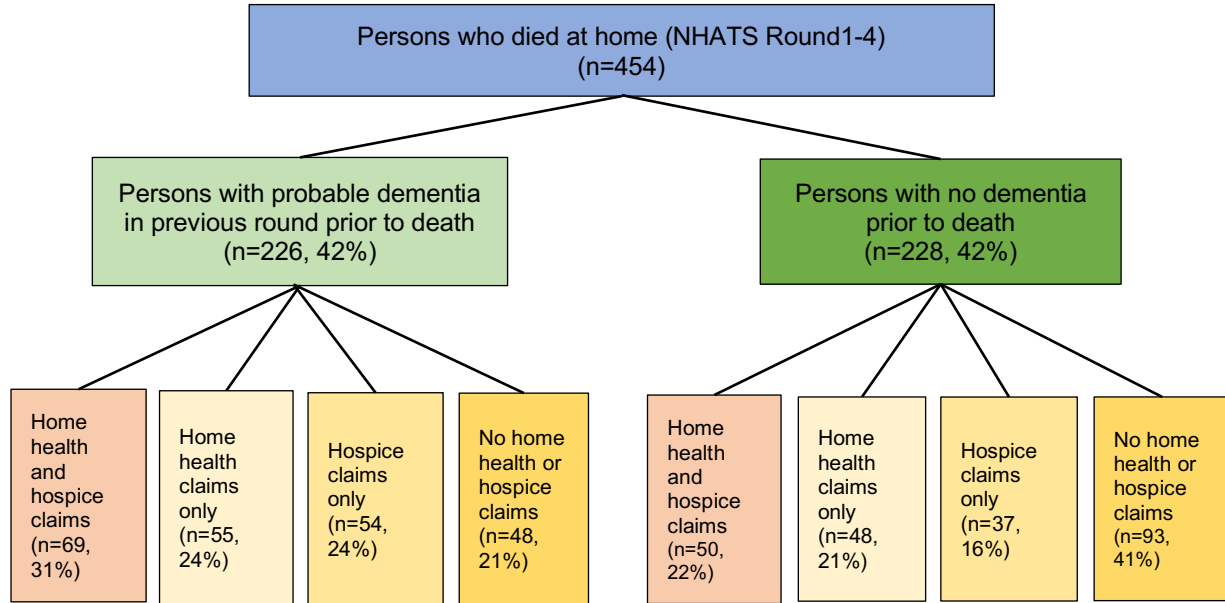 Persons who died at home (NHATS Round1-4)
(n=454)
Persons with probable dementia
in previous round prior to death
(n=226, 42%)
Persons with no dementia
prior to death
(n=228, 42%)
Home
health
and
hospice
claims
(n=69,
31%)
Home
health
claims
only
(n=55,
24%)
Hospice
claims
only
(n=54,
24%)
No home
health or
hospice
claims
(n=48,
21%)
Home
health
and
hospice
claims
(n=50,
22%)
Home
health
claims
only
(n=48,
21%)
Hospice
claims
only
(n=37,
16%)
No home
health or
hospice
claims
(n=93,
41%)